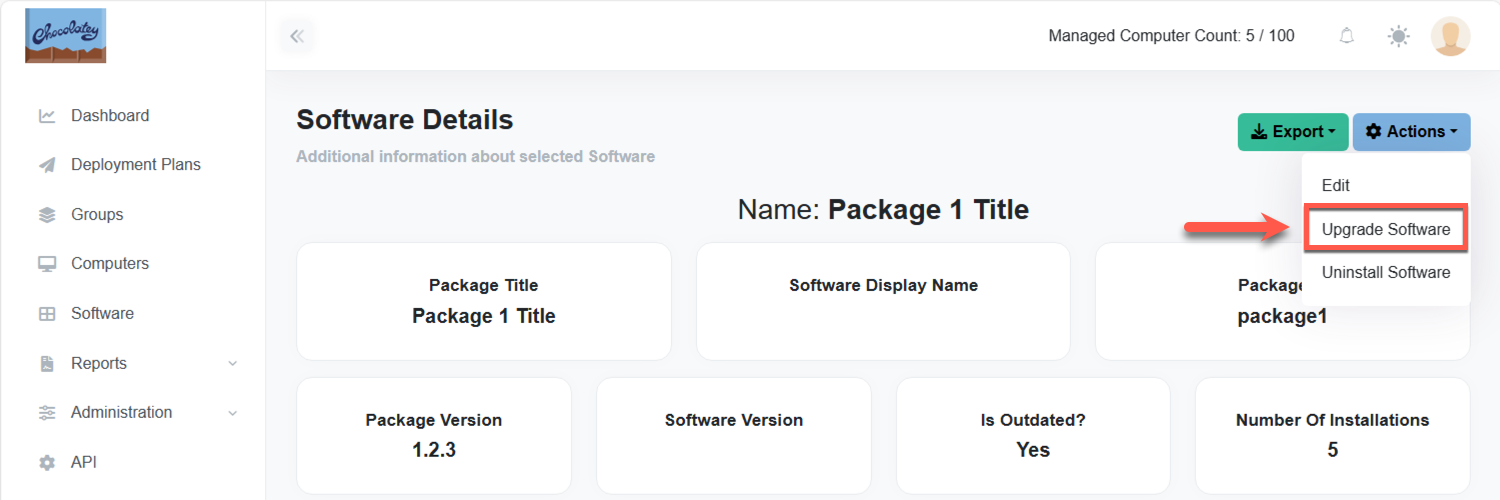 Chocolatey
Managed Computer Count: 5 / 100
Dashboard
Deployment Plans
Groups
Computers
Software
Reports
Administration
API
Software Details
Additional information about selected Software
Export
Actions
Edit
Upgrade Software
Uninstall Software
Name: Package 1 Title
Package Title
Package 1 Title
Software Display Name
Package
package1
Package Version
1.2.3
Software Version
Is Outdated?
Yes
Number Of Installations
5